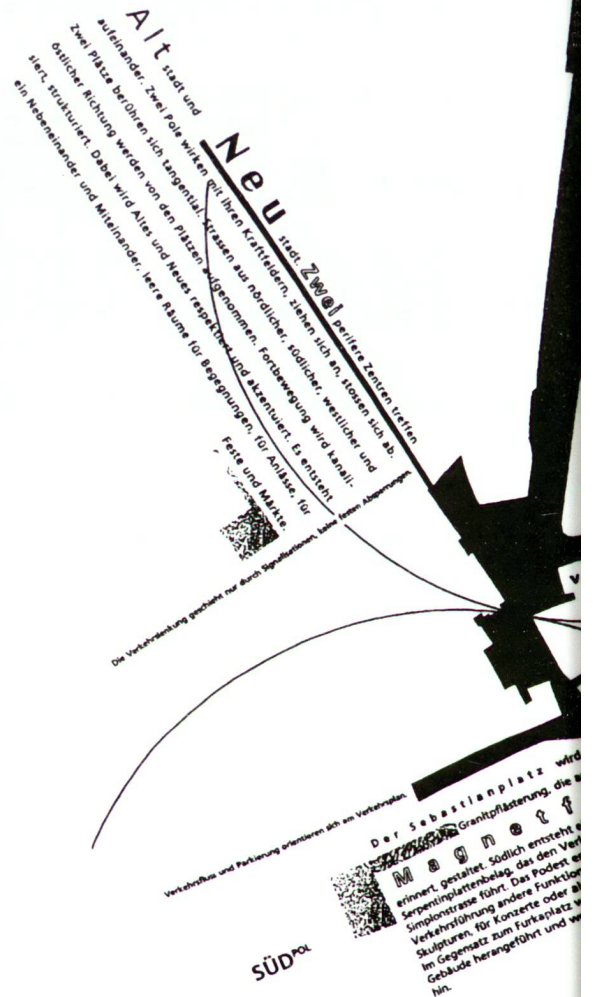 Alt stadt und Neu stadt. Zwei perifere Zentren treffen
aufeinander. Zwei Pole wirken mit ihren Kraftfeldern, ziehen sich an, stossen sich ab.
Zwei Plätze berühren sich tangential. Strassen aus nördlicher, südlicher, westlicher und
östlicher Richtung werden von den Plätzen aufgenommen. Fortbewegung wird kanali-
siert, strukturiert. Dabei wird Altes und Neues respektiert und akzentuiert. Es entsteht
ein Nebeneinander und Miteinander, leere Räume für Begegnungen, für Anlässe, für
Feste und Märkte.
Die Verkehrslenkung geschieht nur durch Signalisationen, keine festen Absperrungen.
Verkehrsfluss und Parkierung orientieren sich am Verkehrsplan.
Der Sebastianplatz wird
Granitpflästerung, die
Magnetf
erinnert, gestaltet. Südlich entsteht
Serpentinplattenbelag, das den
Simplonstrasse führt. Das Podest
Verkehrsführung andere
Skulpturen, für Konzerte oder
Im Gegensatz zum Furkaplatz
Gebäude herangeführt und
hin.
SÜDPOL